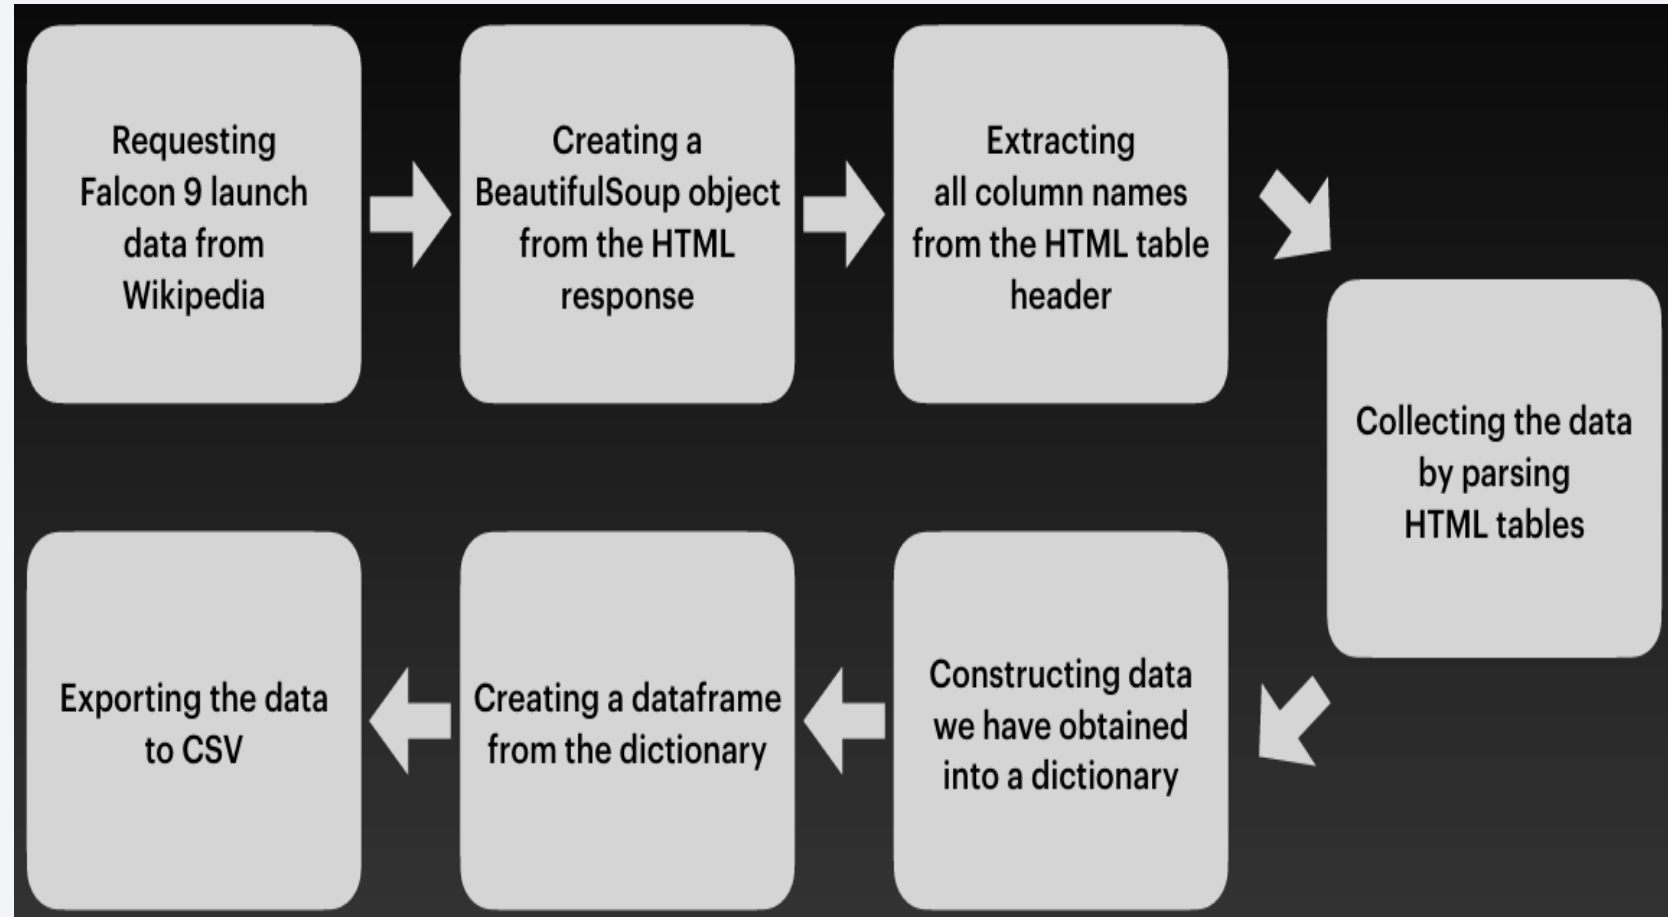 Requesting
Falcon 9 launch
data from
Wikipedia
Creating a
BeautifulSoup object
from the HTML
response
Extracting
all column names
from the HTML table
header
Collecting the data
by parsing
HTML tables
Constructing data
we have obtained
into a dictionary
Creating a dataframe
from the dictionary
Exporting the data
to CSV